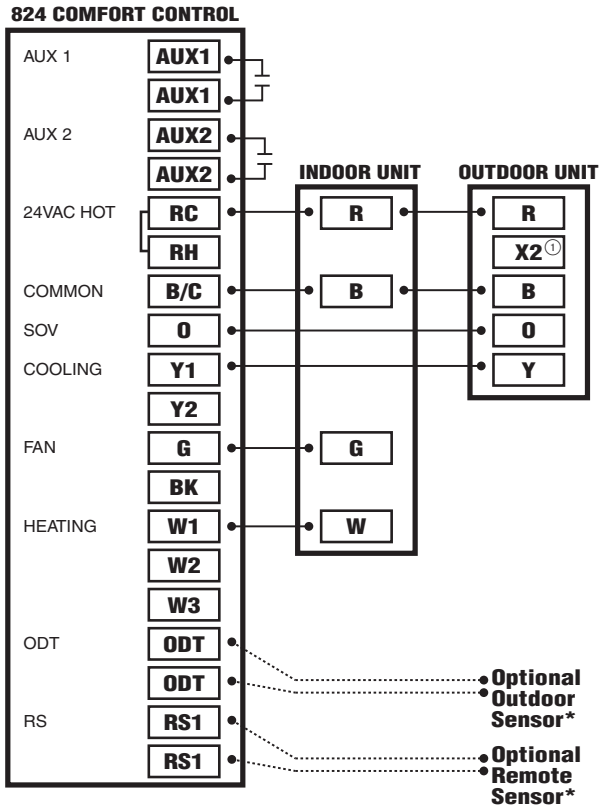 824 COMFORT CONTROL
AUX 1 AUX1
AUX1
AUX 2 AUX2
AUX2
INDOOR UNIT OUTDOOR UNIT
24VAC HOT RC R R
RH X2①
COMMON B/C B B
SOV O O
COOLING Y1 Y
Y2
FAN G G
BK
HEATING W1 W
W2
W3
ODT ODT
ODT
Optional
Outdoor
Sensor*
RS RS1
RS1
Optional
Remote
Sensor*